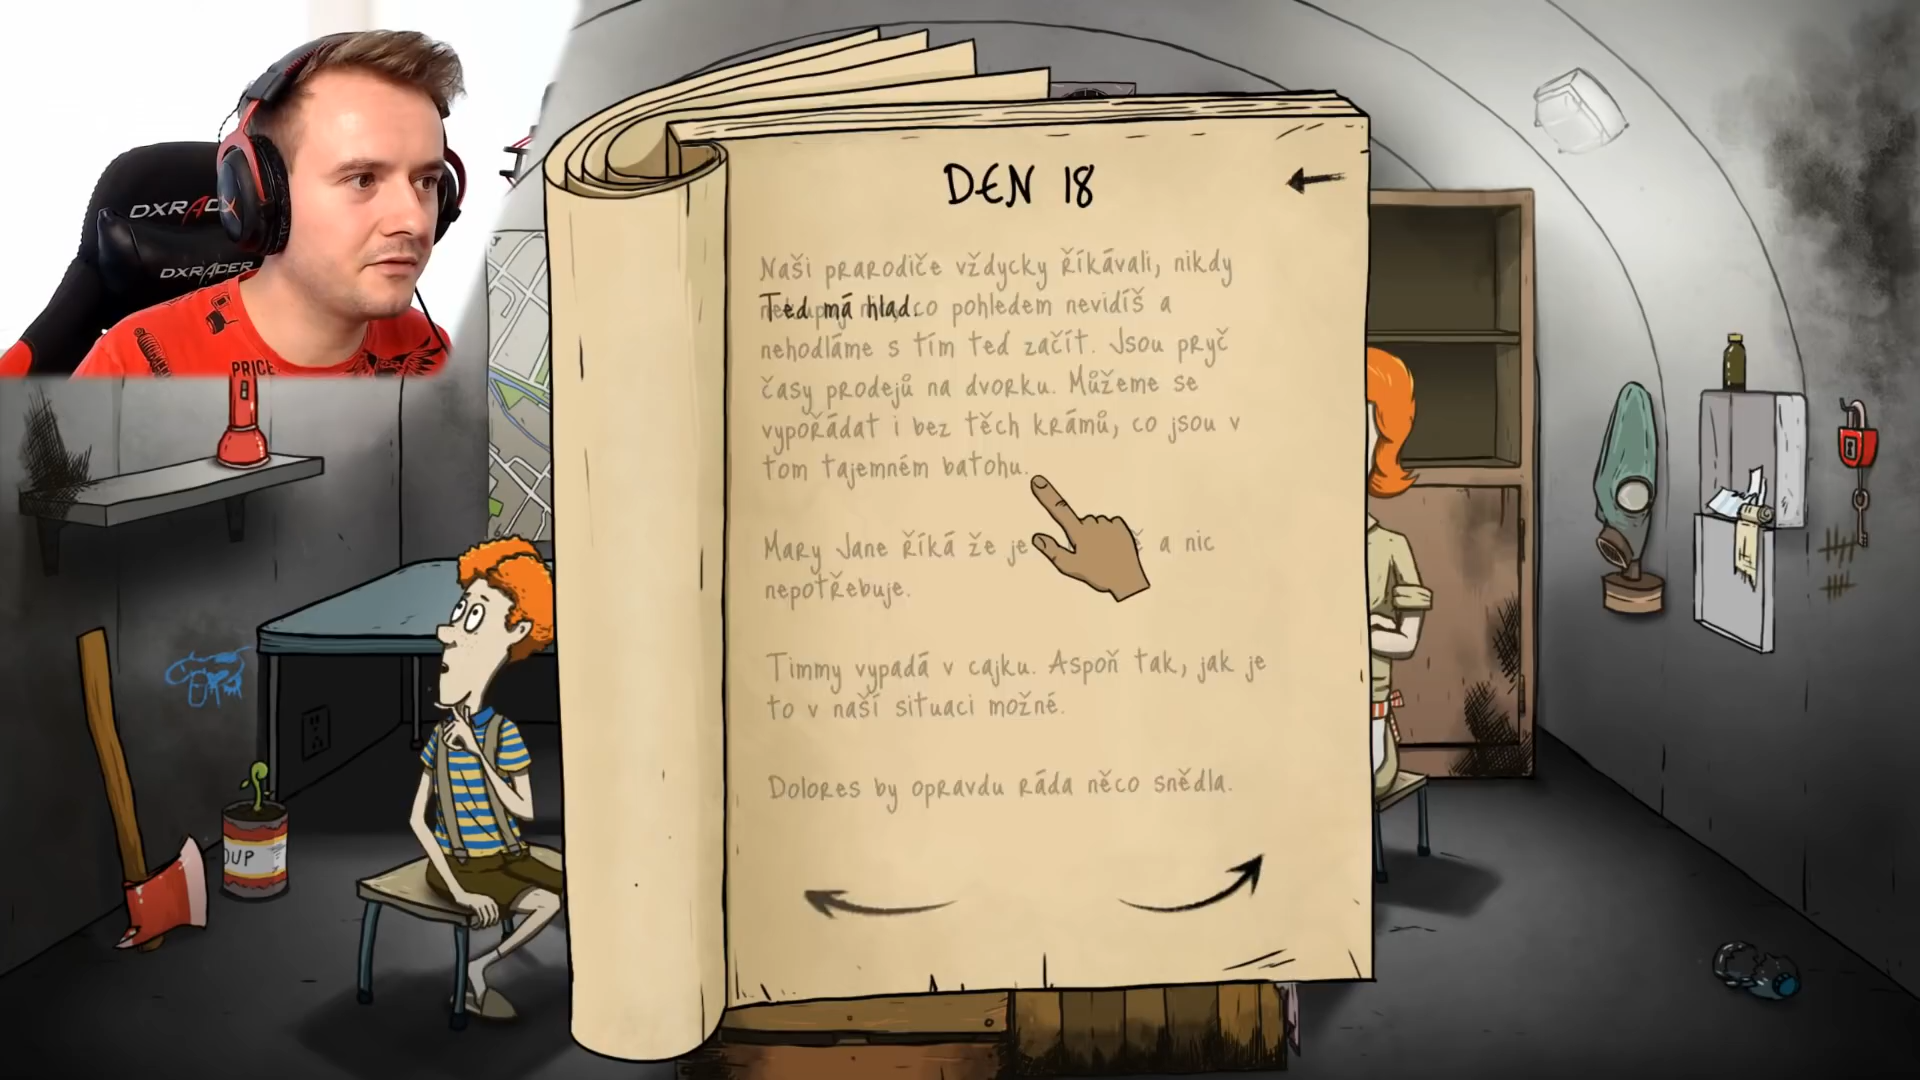 DXRAC
DXRACER
PRICE
DEN 18
Naši prarodiče vždycky říkávali, nikdy
Ted má hlad. co pohledem nevidíš a
nehodláme s tím teď začít. Jsou pryč
časy prodejů na dvorku. Můžeme se
vypořádat i bez těch krámů, co jsou v
tom tajemném batohu.
Mary Jane říká že je a nic
nepotřebuje.
Timmy vypadá v cajku. Aspoň tak, jak je
to v naší situaci možné.
Dolores by opravdu ráda něco snědla.
OUP